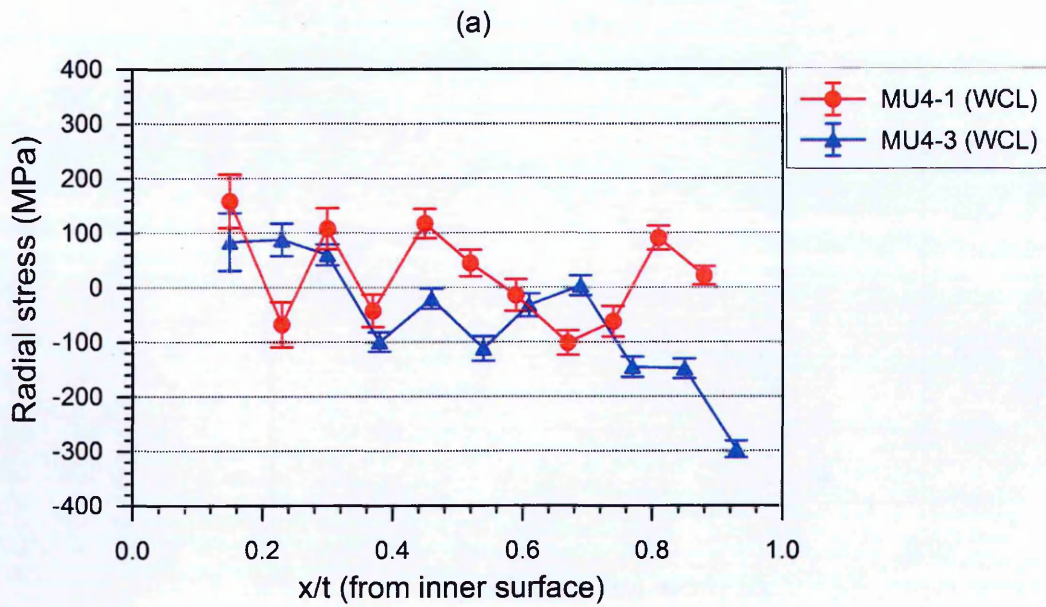 (a)
400
300
200
100
0
-100
-200
-300
-400
Radial stress (MPa)
0.0 0.2 0.4 0.6 0.8 1.0
x/t (from inner surface)
MU4-1 (WCL)
MU4-3 (WCL)